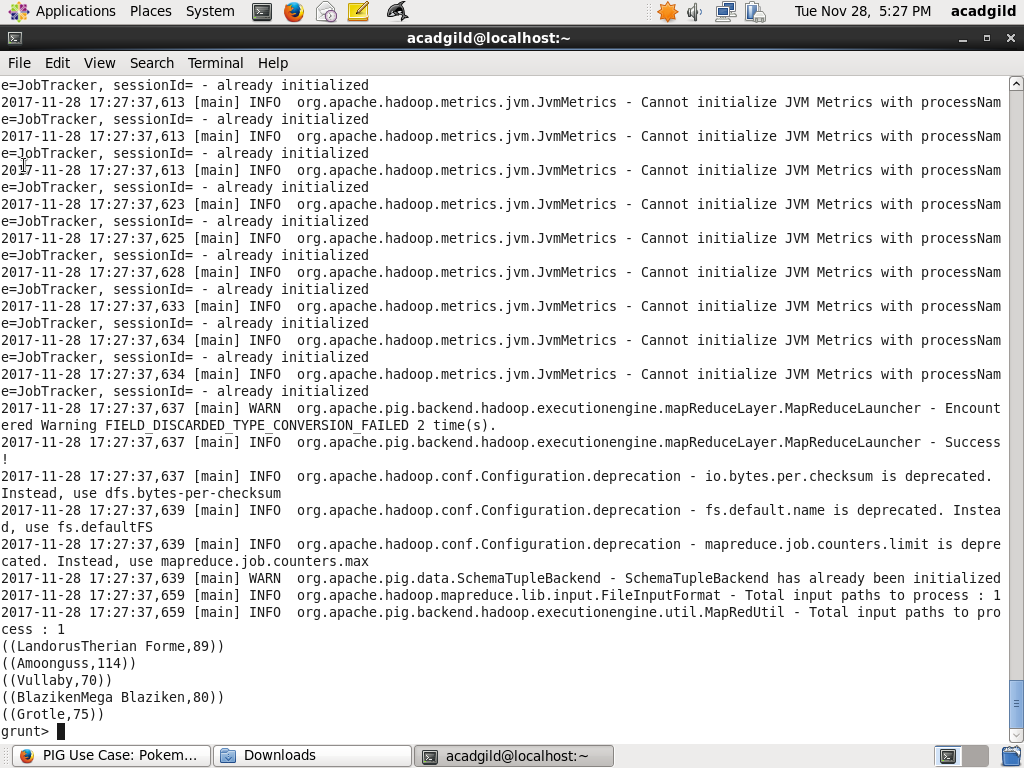 Applications Places System
Tue Nov 28, 5:27 PM acadgild
acadgild@localhost:~
File Edit View Search Terminal Help
e=JobTracker, sessionId= - already initialized
2017-11-28 17:27:37,613 [main] INFO  org.apache.hadoop.metrics.jvm.JvmMetrics - Cannot initialize JVM Metrics with processNam
e=JobTracker, sessionId= - already initialized
2017-11-28 17:27:37,613 [main] INFO  org.apache.hadoop.metrics.jvm.JvmMetrics - Cannot initialize JVM Metrics with processNam
e=JobTracker, sessionId= - already initialized
2017-11-28 17:27:37,613 [main] INFO  org.apache.hadoop.metrics.jvm.JvmMetrics - Cannot initialize JVM Metrics with processNam
e=JobTracker, sessionId= - already initialized
2017-11-28 17:27:37,623 [main] INFO  org.apache.hadoop.metrics.jvm.JvmMetrics - Cannot initialize JVM Metrics with processNam
e=JobTracker, sessionId= - already initialized
2017-11-28 17:27:37,625 [main] INFO  org.apache.hadoop.metrics.jvm.JvmMetrics - Cannot initialize JVM Metrics with processNam
e=JobTracker, sessionId= - already initialized
2017-11-28 17:27:37,628 [main] INFO  org.apache.hadoop.metrics.jvm.JvmMetrics - Cannot initialize JVM Metrics with processNam
e=JobTracker, sessionId= - already initialized
2017-11-28 17:27:37,633 [main] INFO  org.apache.hadoop.metrics.jvm.JvmMetrics - Cannot initialize JVM Metrics with processNam
e=JobTracker, sessionId= - already initialized
2017-11-28 17:27:37,634 [main] INFO  org.apache.hadoop.metrics.jvm.JvmMetrics - Cannot initialize JVM Metrics with processNam
e=JobTracker, sessionId= - already initialized
2017-11-28 17:27:37,634 [main] INFO  org.apache.hadoop.metrics.jvm.JvmMetrics - Cannot initialize JVM Metrics with processNam
e=JobTracker, sessionId= - already initialized
2017-11-28 17:27:37,637 [main] WARN  org.apache.pig.backend.hadoop.executionengine.mapReduceLayer.MapReduceLauncher - Encount
ered Warning FIELD_DISCARDED_TYPE_CONVERSION_FAILED 2 time(s).
2017-11-28 17:27:37,637 [main] INFO  org.apache.pig.backend.hadoop.executionengine.mapReduceLayer.MapReduceLauncher - Success
!
2017-11-28 17:27:37,637 [main] INFO  org.apache.hadoop.conf.Configuration.deprecation - io.bytes.per.checksum is deprecated.
Instead, use dfs.bytes-per-checksum
2017-11-28 17:27:37,639 [main] INFO  org.apache.hadoop.conf.Configuration.deprecation - fs.default.name is deprecated. Instea
d, use fs.defaultFS
2017-11-28 17:27:37,639 [main] INFO  org.apache.hadoop.conf.Configuration.deprecation - mapreduce.job.counters.limit is depre
cated. Instead, use mapreduce.job.counters.max
2017-11-28 17:27:37,639 [main] WARN  org.apache.pig.data.SchemaTupleBackend - SchemaTupleBackend has already been initialized
2017-11-28 17:27:37,659 [main] INFO  org.apache.hadoop.mapreduce.lib.input.FileInputFormat - Total input paths to process : 1
2017-11-28 17:27:37,659 [main] INFO  org.apache.pig.backend.hadoop.executionengine.util.MapRedUtil - Total input paths to pro
cess : 1
((LandorusTherian Forme,89))
((Amoonguss,114))
((Vullaby,70))
((BlazikenMega Blaziken,80))
((Grotle,75))
grunt>
PIG Use Case: Pokem...
Downloads
acadgild@localhost:~